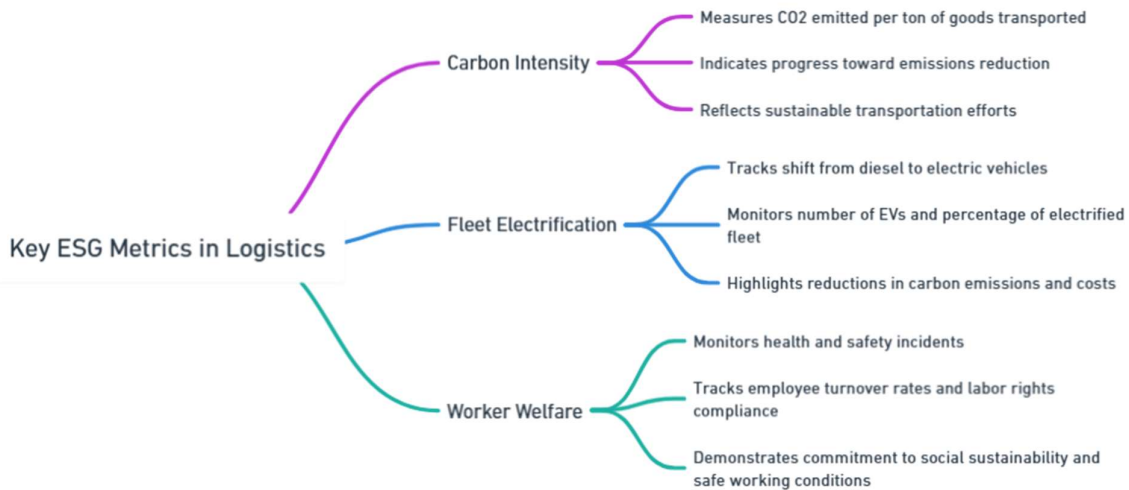 Key ESG Metrics in Logistics
Carbon Intensity
Measures CO2 emitted per ton of goods transported
Indicates progress toward emissions reduction
Reflects sustainable transportation efforts
Fleet Electrification
Tracks shift from diesel to electric vehicles
Monitors number of EVs and percentage of electrified
fleet
Highlights reductions in carbon emissions and costs
Worker Welfare
Monitors health and safety incidents
Tracks employee turnover rates and labor rights
compliance
Demonstrates commitment to social sustainability and
safe working conditions